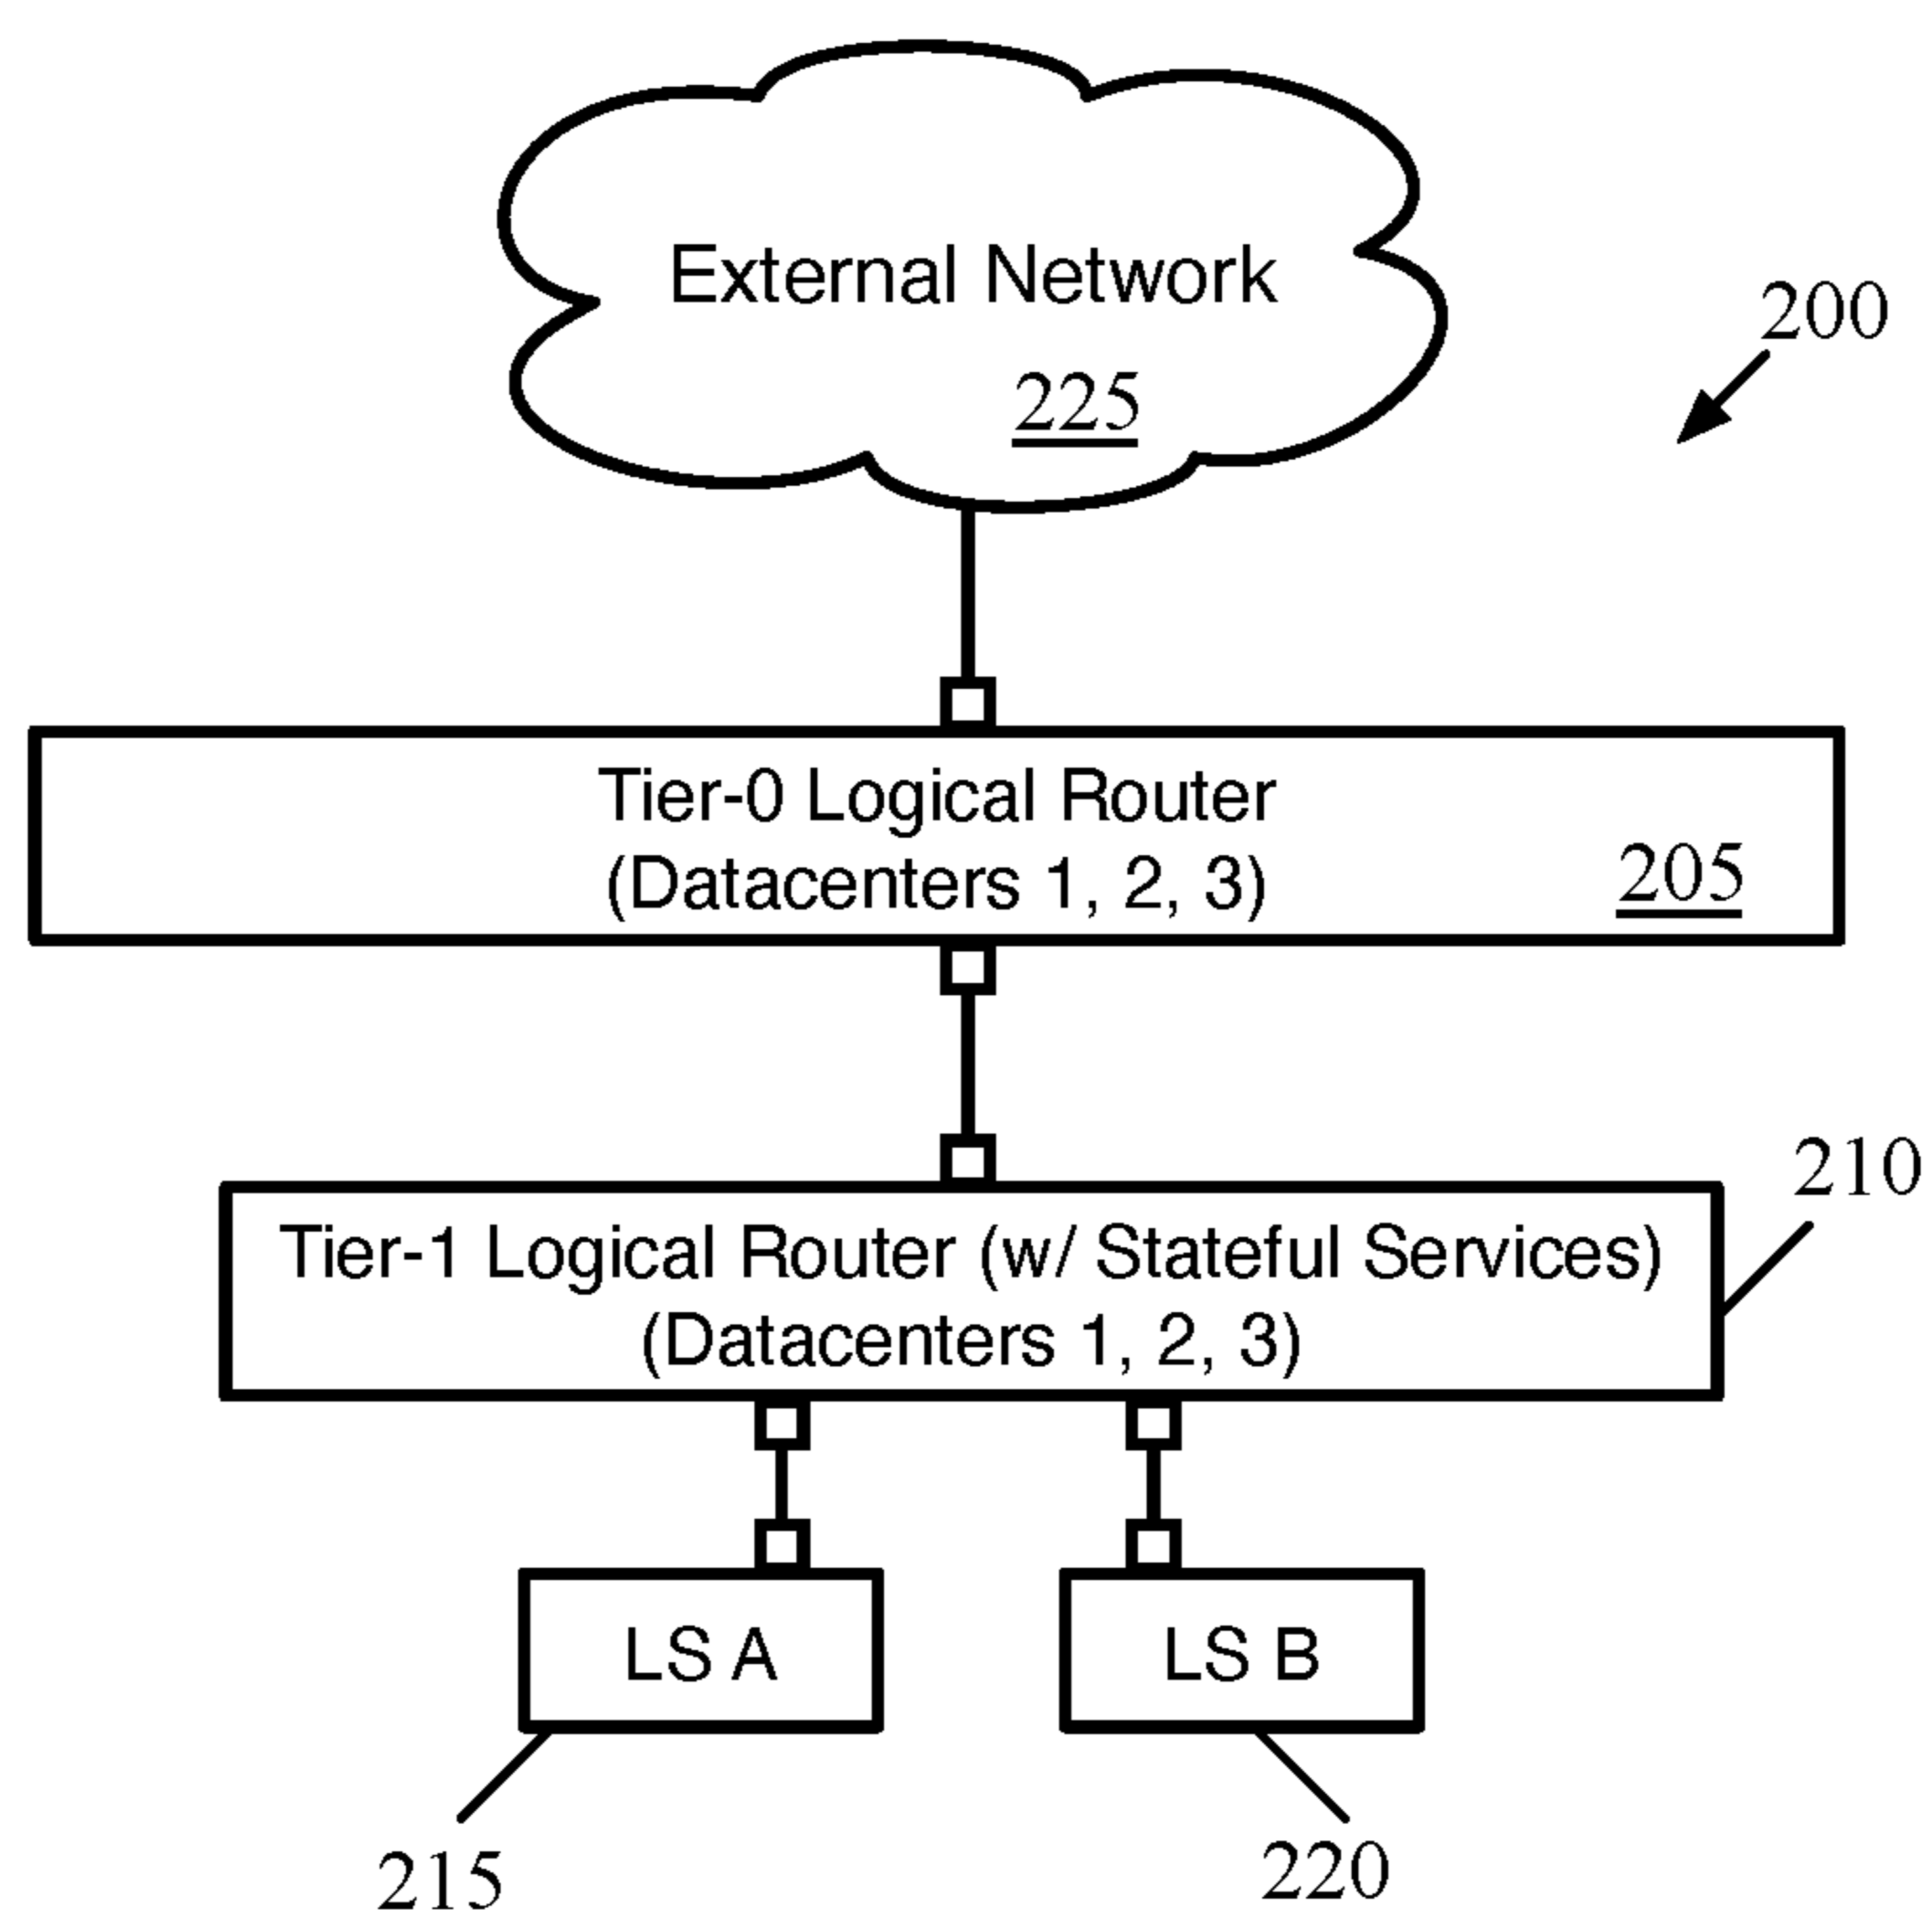 External Network
225
200
Tier-0 Logical Router
(Datacenters 1, 2, 3)
205
210
Tier-1 Logical Router (w/ Stateful Services)
(Datacenters 1, 2, 3)
LS A
LS B
215
220